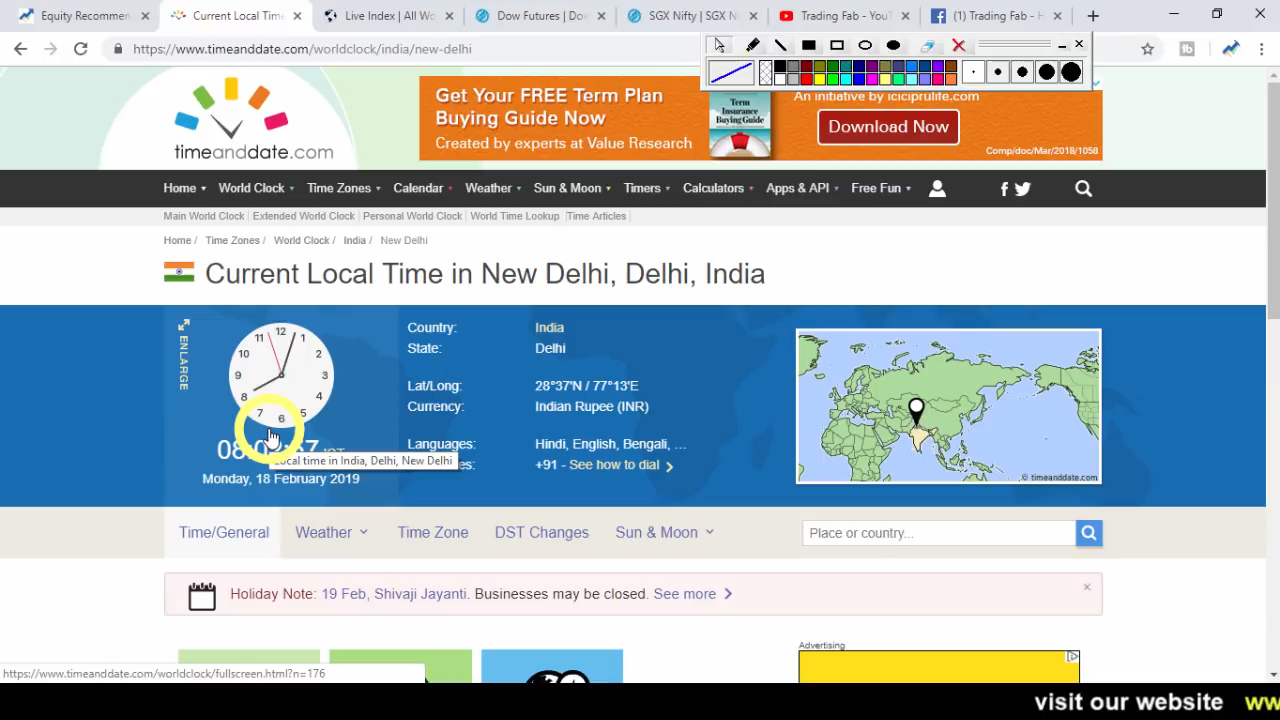 Equity Recommen
Current Local Time
Live Index | All Wo
Dow Futures | Dow
SGX Nifty | SGX N
Trading Fab - YouT
(1) Trading Fab - H
https://www.timeanddate.com/worldclock/india/new-delhi
Get Your FREE Term Plan
Buying Guide Now
Created by experts at Value Research
Term
Insurance
Buying Guide
An initiative by iciciprulife.com
Download Now
Comp/doc/Mar/2018/1058
timeanddate.com
Home World Clock Time Zones Calendar Weather Sun & Moon Timers Calculators Apps & API Free Fun
Main World Clock Extended World Clock Personal World Clock World Time Lookup Time Articles
Home / Time Zones / World Clock / India / New Delhi
Current Local Time in New Delhi, Delhi, India
ENLARGE
12 1 2 3 4 5 6 7 8 9 10 11
Monday, 18 February 2019
Local time in India, Delhi, New Delhi
Country: India
State: Delhi
Lat/Long: 28°37'N / 77°13'E
Currency: Indian Rupee (INR)
Languages: Hindi, English, Bengali, ...
+91 - See how to dial
© timeanddate.com
Time/General Weather Time Zone DST Changes Sun & Moon
Place or country...
Holiday Note: 19 Feb, Shivaji Jayanti. Businesses may be closed. See more
Advertising
https://www.timeanddate.com/worldclock/fullscreen.html?n=176
visit our website ww